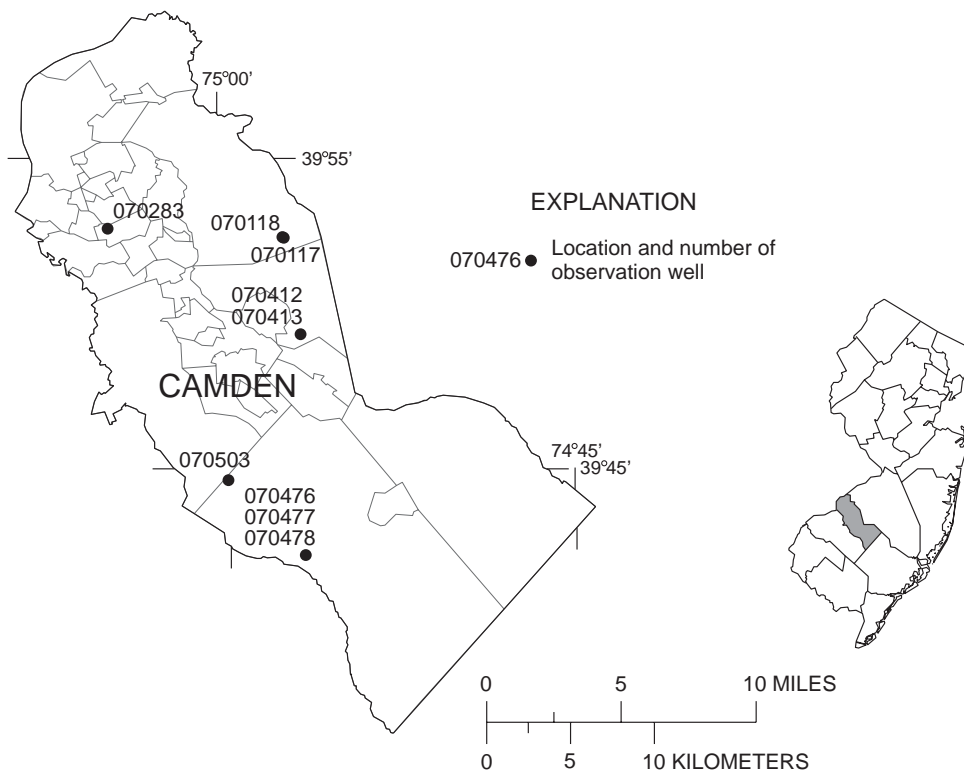 75°00'
39°55'
070283
070118
070117
EXPLANATION
070476
Location and number of
observation well
070412
070413
CAMDEN
070503
070476
070477
070478
74°45'
39°45'
0 5 10 MILES
0 5 10 KILOMETERS